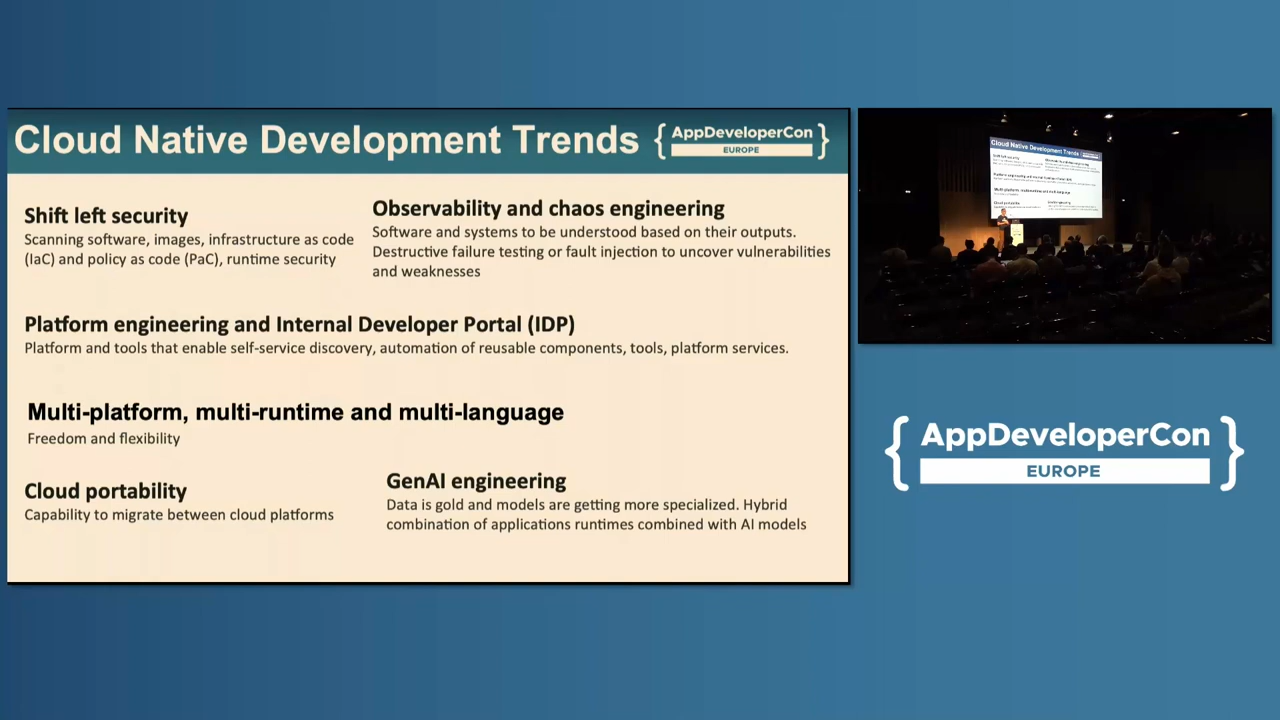 Cloud Native Development Trends
{ AppDeveloperCon }
EUROPE
Shift left security
Scanning software, images, infrastructure as code
(IaC) and policy as code (PaC), runtime security
Observability and chaos engineering
Software and systems to be understood based on their outputs.
Destructive failure testing or fault injection to uncover vulnerabilities
and weaknesses
Platform engineering and Internal Developer Portal (IDP)
Platform and tools that enable self-service discovery, automation of reusable components, tools, platform services.
Multi-platform, multi-runtime and multi-language
Freedom and flexibility
Cloud portability
Capability to migrate between cloud platforms
GenAI engineering
Data is gold and models are getting more specialized. Hybrid
combination of applications runtimes combined with AI models
Cloud Native Development Trends
{ AppDeveloperCon }
EUROPE